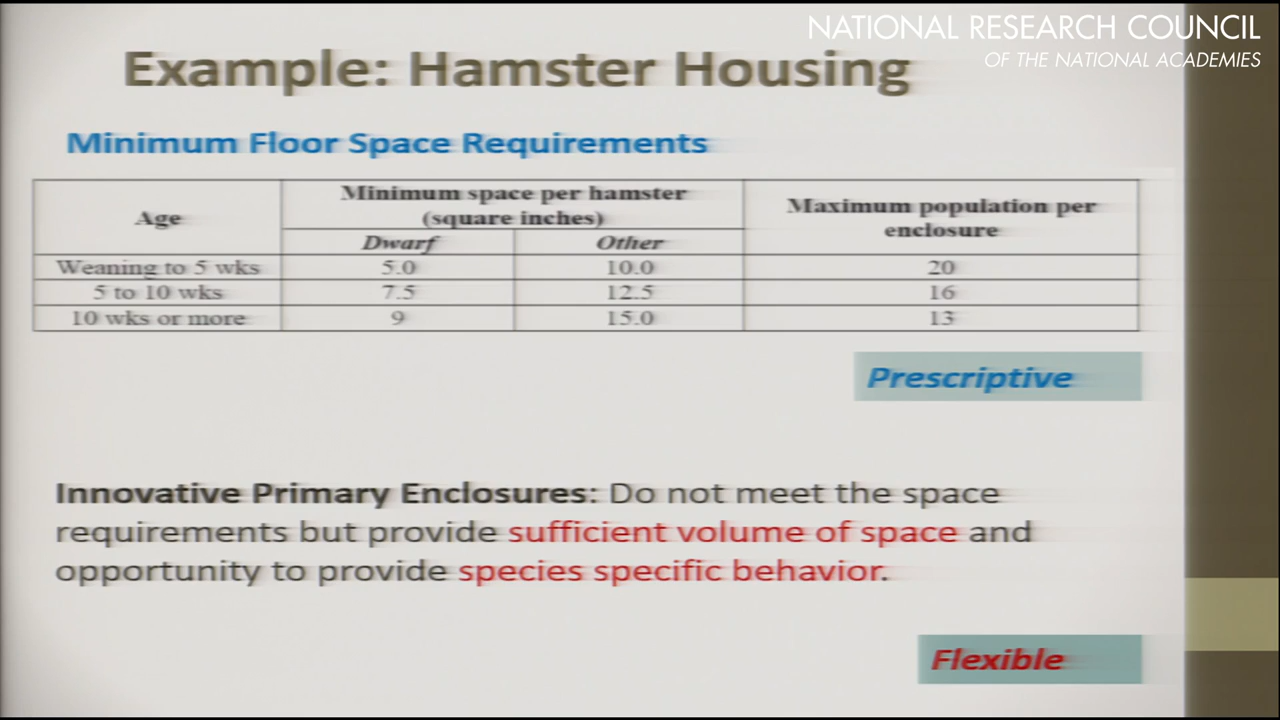 NATIONAL RESEARCH COUNCIL
OF THE NATIONAL ACADEMIES
Example: Hamster Housing
Minimum Floor Space Requirements
Age
Minimum space per hamster
(square inches)
Maximum population per
enclosure
Dwarf Other
Weaning to 5 wks 5.0 10.0 20
5 to 10 wks 7.5 12.5 16
10 wks or more 9 15.0 13
Prescriptive
Innovative Primary Enclosures: Do not meet the space
requirements but provide sufficient volume of space and
opportunity to provide species specific behavior.
Flexible